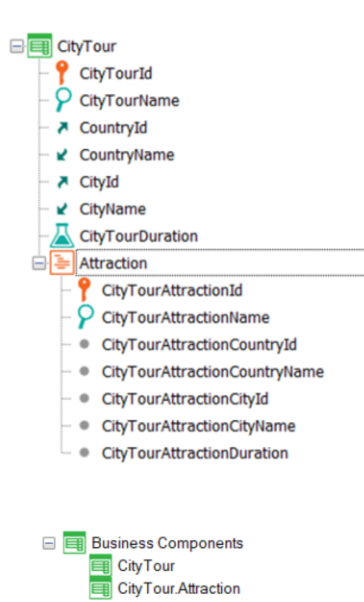 CityTour
CityTourId
CityTourName
CountryId
CountryName
CityId
CityName
CityTourDuration
Attraction
CityTourAttractionId
CityTourAttractionName
CityTourAttractionCountryId
CityTourAttractionCountryName
CityTourAttractionCityId
CityTourAttractionCityName
CityTourAttractionDuration
Business Components
CityTour
CityTour.Attraction